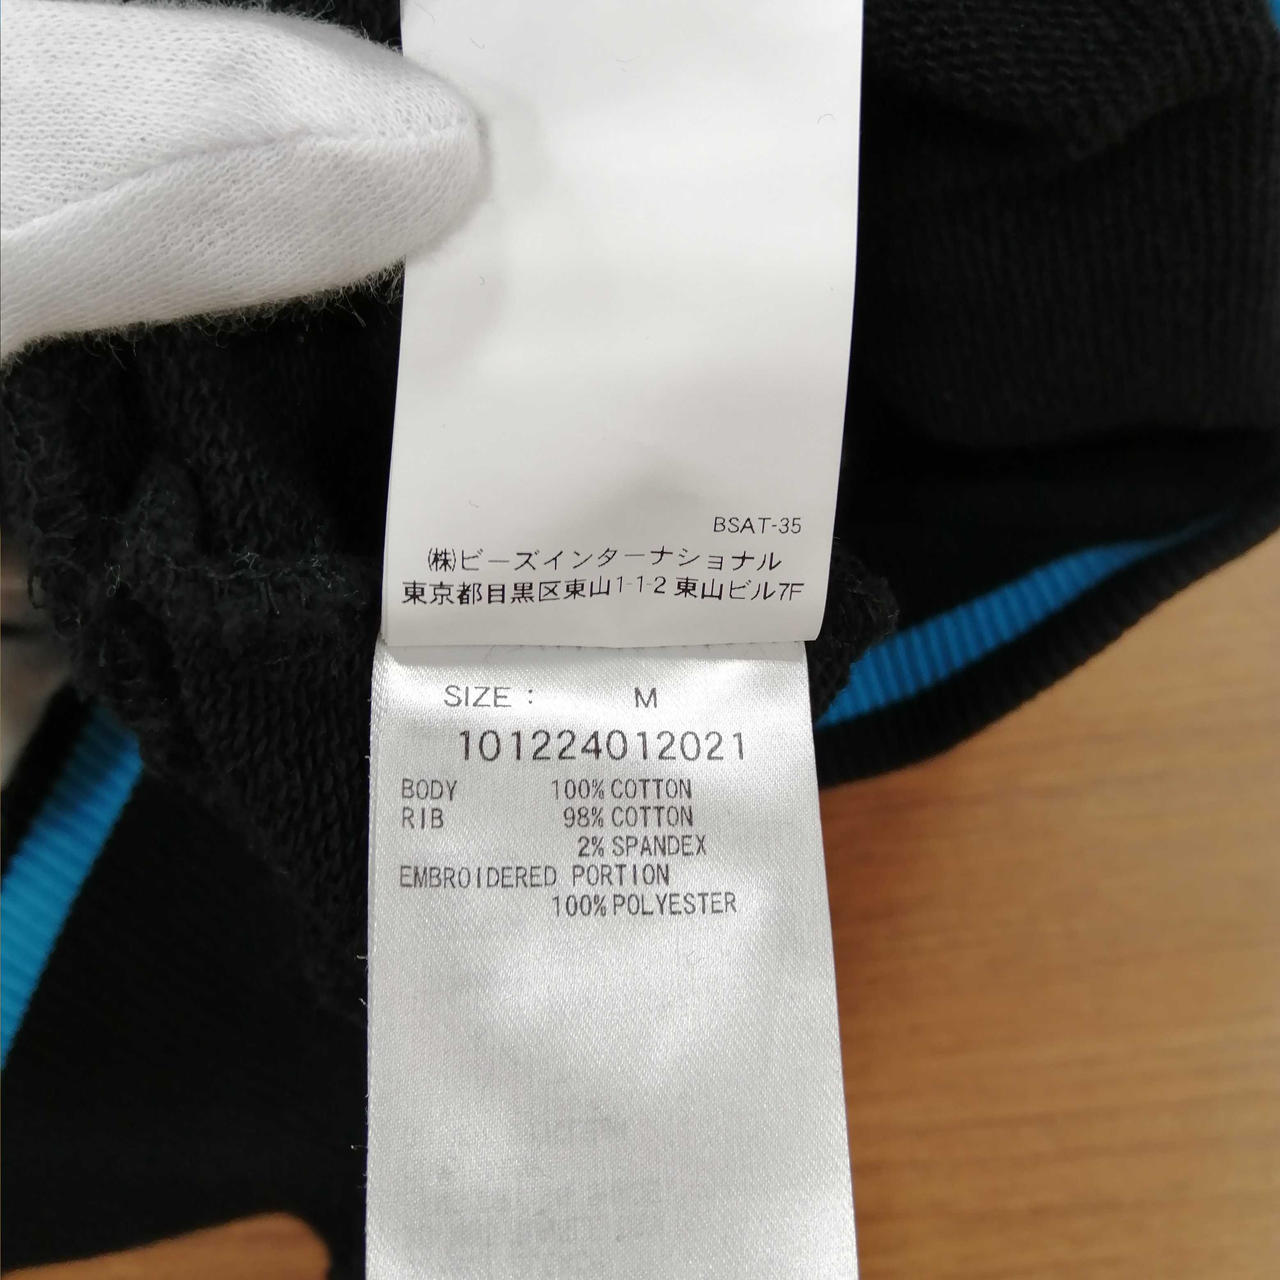 BSAT-35
㈱ビーズインターナショナル
東京都目黒区東山1-1-2 東山ビル7F
SIZE : M
101224012021
BODY 100% COTTON
RIB 98% COTTON
2% SPANDEX
EMBROIDERED PORTION
100% POLYESTER